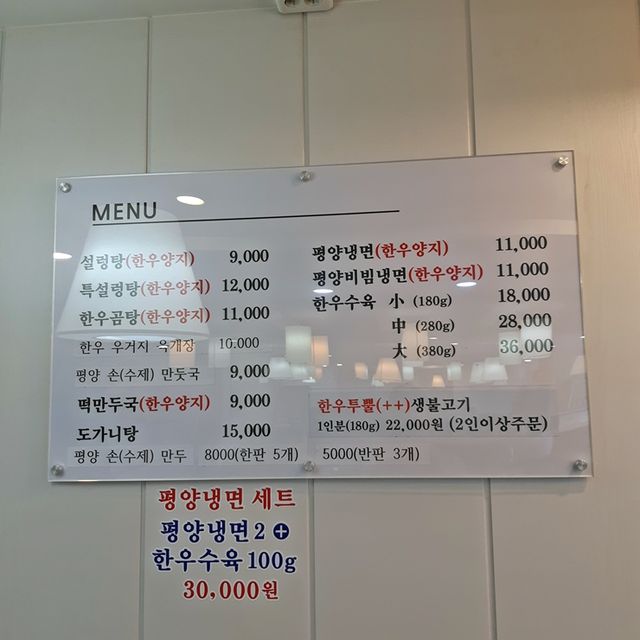 MENU
설렁탕(한우양지) 9,000
특설렁탕(한우양지) 12,000
한우곰탕(한우양지) 11,000
한우 우거지 육개장 10.000
평양 손(수제) 만둣국 9,000
떡만두국(한우양지) 9,000
도가니탕 15,000
평양 손(수제) 만두 8000(한판 5개) 5000(반판 3개)
평양냉면(한우양지) 11,000
평양비빔냉면(한우양지) 11,000
한우수육 小 (180g) 18,000
中 (280g) 28,000
大 (380g) 36,000
한우투뿔(++)생불고기
1인분(180g) 22,000원 (2인이상주문)
평양냉면 세트
평양냉면 2 +
한우수육 100g
30,000원